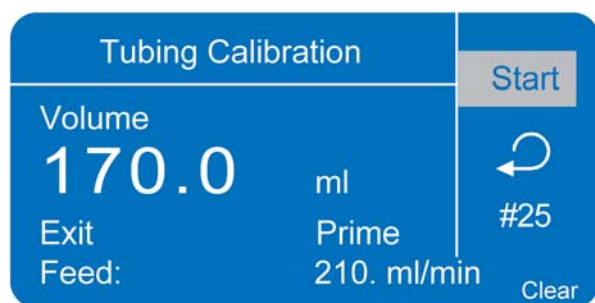 Tubing Calibration
Start
Volume
170.0 ml
#25
Exit Prime
Feed: 210. ml/min
Clear